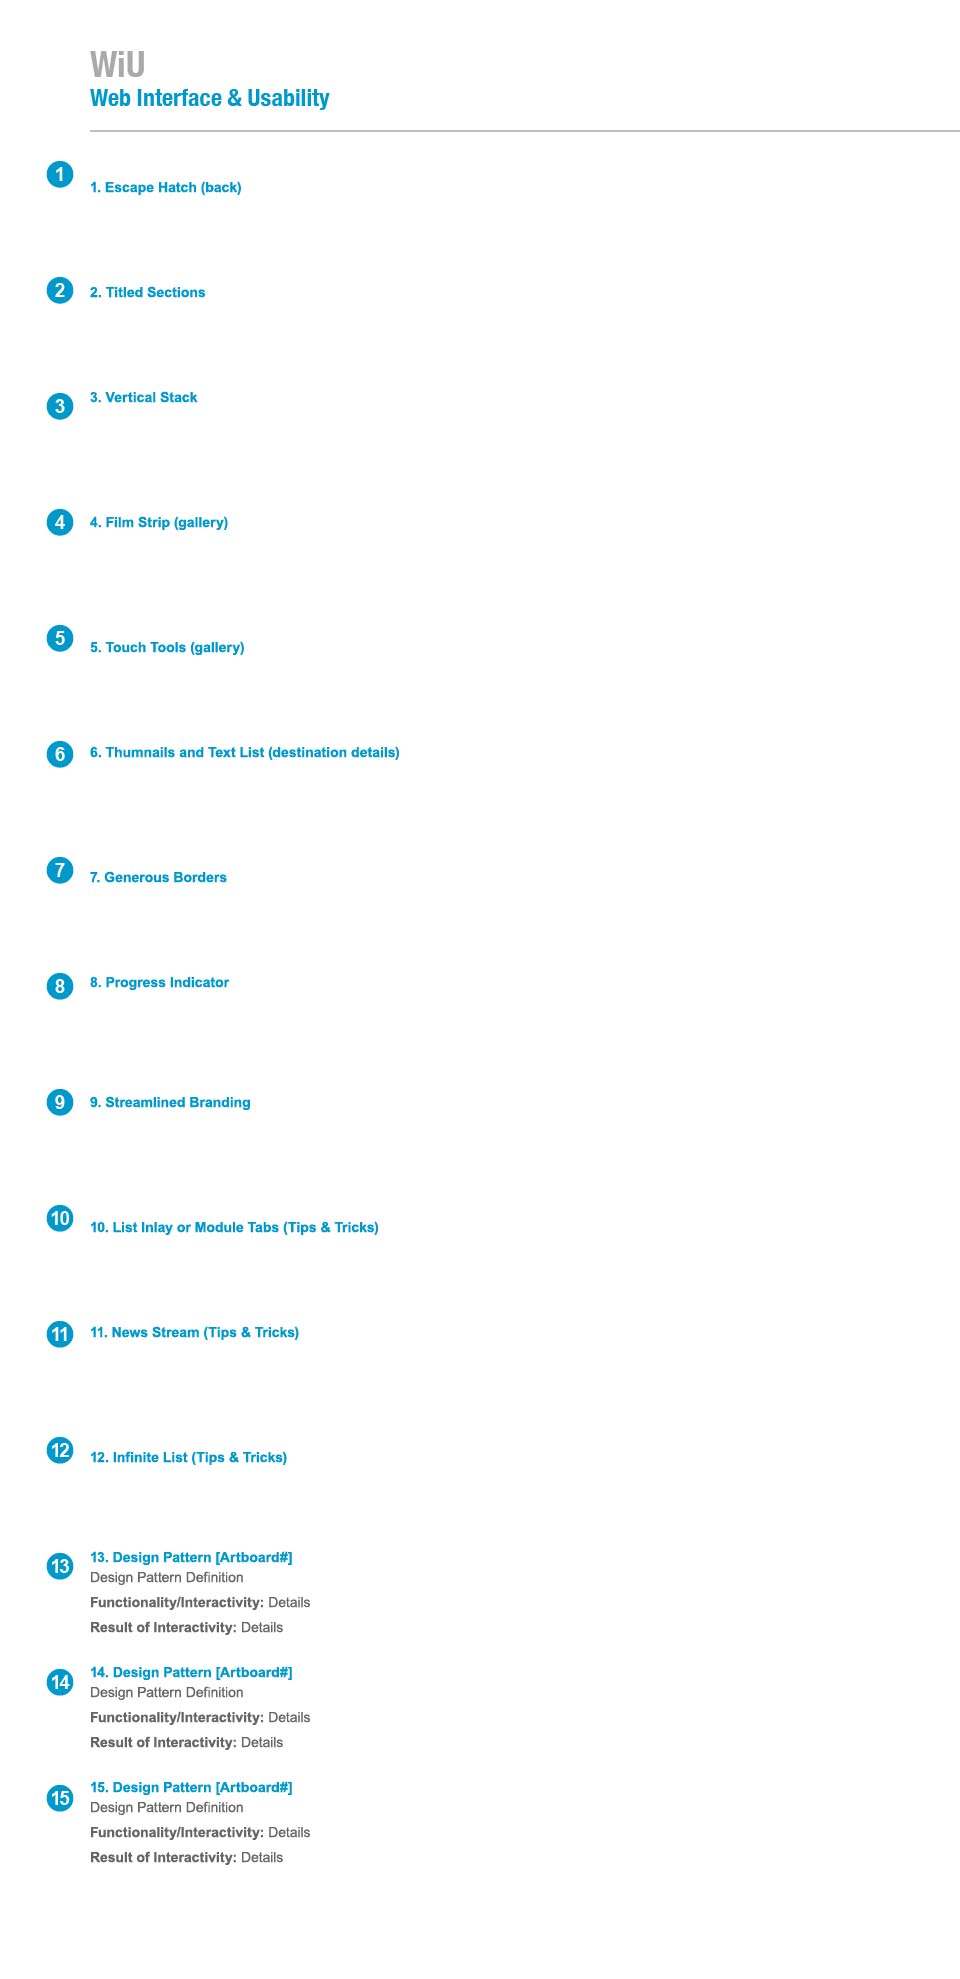 WiU
Web Interface & Usability
1
1. Escape Hatch (back)
2
2. Titled Sections
3
3. Vertical Stack
4
4. Film Strip (gallery)
5
5. Touch Tools (gallery)
6
6. Thumnails and Text List (destination details)
7
7. Generous Borders
8
8. Progress Indicator
9
9. Streamlined Branding
10
10. List Inlay or Module Tabs (Tips & Tricks)
11
11. News Stream (Tips & Tricks)
12
12. Infinite List (Tips & Tricks)
13
13. Design Pattern [Artboard#]
Design Pattern Definition
Functionality/Interactivity: Details
Result of Interactivity: Details
14
14. Design Pattern [Artboard#]
Design Pattern Definition
Functionality/Interactivity: Details
Result of Interactivity: Details
15
15. Design Pattern [Artboard#]
Design Pattern Definition
Functionality/Interactivity: Details
Result of Interactivity: Details